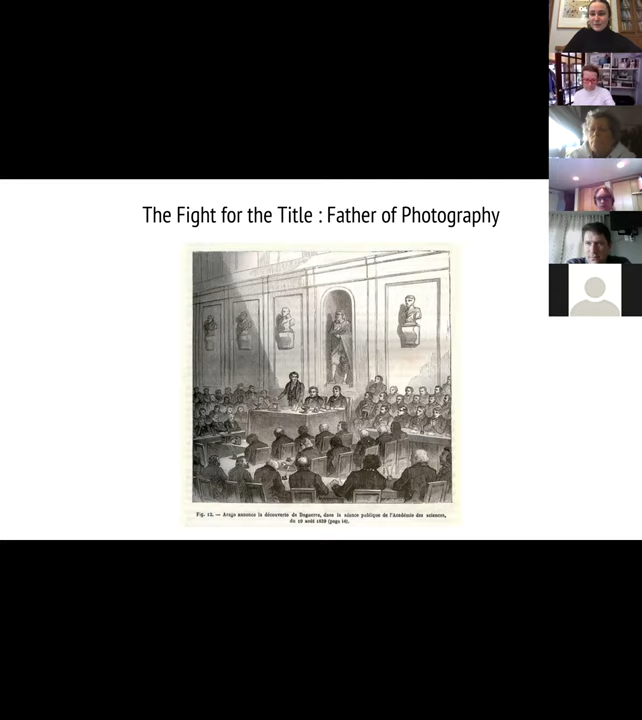 The Fight for the Title : Father of Photography
Fig. 12. — Arago annonce la découverte de Daguerre, dans la séance publique de l'Académie des sciences,
du 19 août 1839 (page 14).